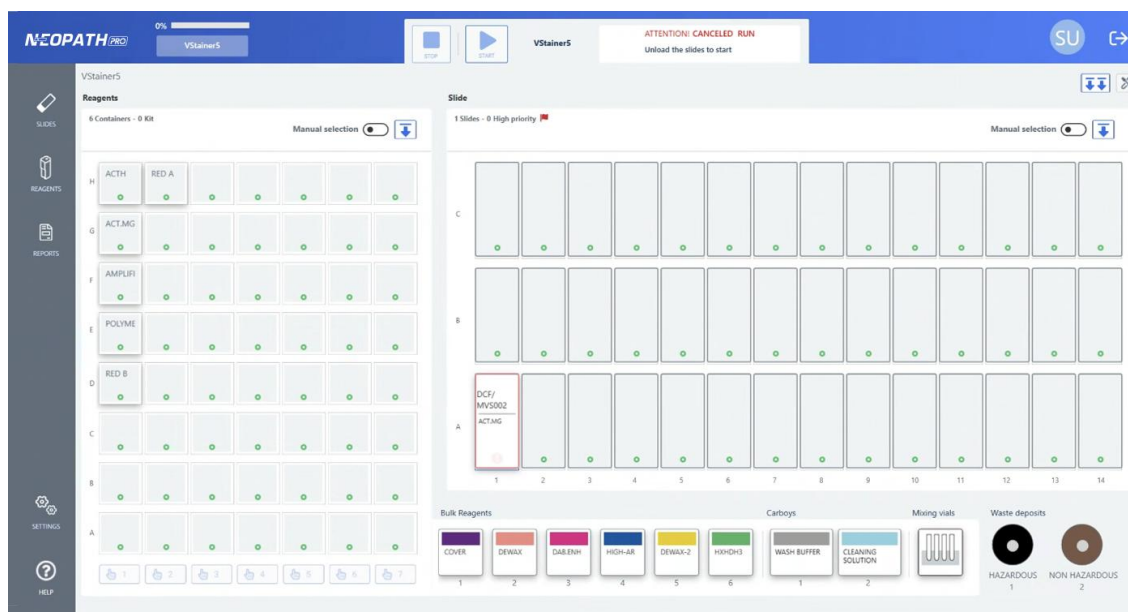 NEOPATH PRO
0%
VStainer5
STOP
START
VStainer5
ATTENTION! CANCELED RUN
Unload the slides to start
SU
VStainer5
SLIDES
REAGENTS
REPORTS
SETTINGS
HELP
Reagents
6 Containers - 0 Kit
Manual selection
H
ACTH
RED A
G
ACT.MG
F
AMPLIFI
E
POLYME
D
RED B
C
B
A
1 2 3 4 5 6 7
Slide
1 Slides - 0 High priority
Manual selection
C
B
A
DCF/
MVS002
ACT.MG
1 2 3 4 5 6 7 8 9 10 11 12 13 14
Bulk Reagents
COVER
DEWAX
DAB.ENH
HIGH-AR
DEWAX-2
HXHDH3
1 2 3 4 5 6
Carboys
WASH BUFFER
CLEANING
SOLUTION
1 2
Mixing vials
Waste deposits
HAZARDOUS
1
NON HAZARDOUS
2